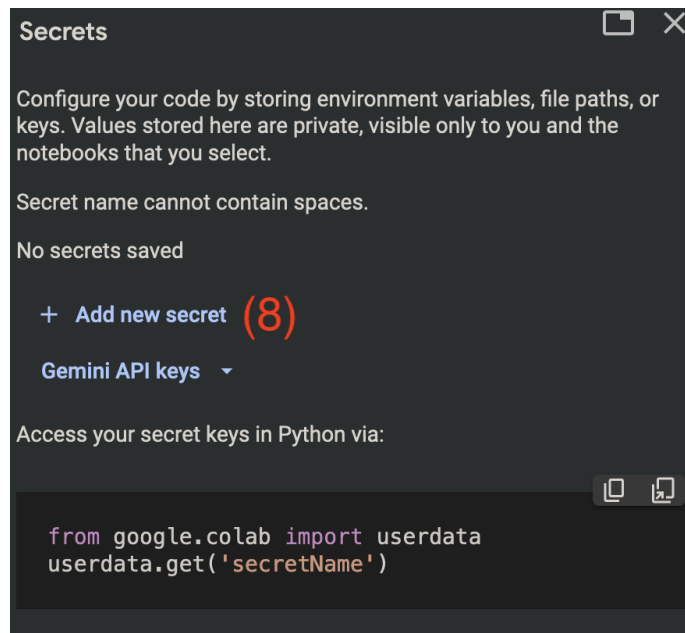 Secrets
Configure your code by storing environment variables, file paths, or
keys. Values stored here are private, visible only to you and the
notebooks that you select.
Secret name cannot contain spaces.
No secrets saved
+ Add new secret (8)
Gemini API keys
Access your secret keys in Python via:
from google.colab import userdata
userdata.get('secretName')